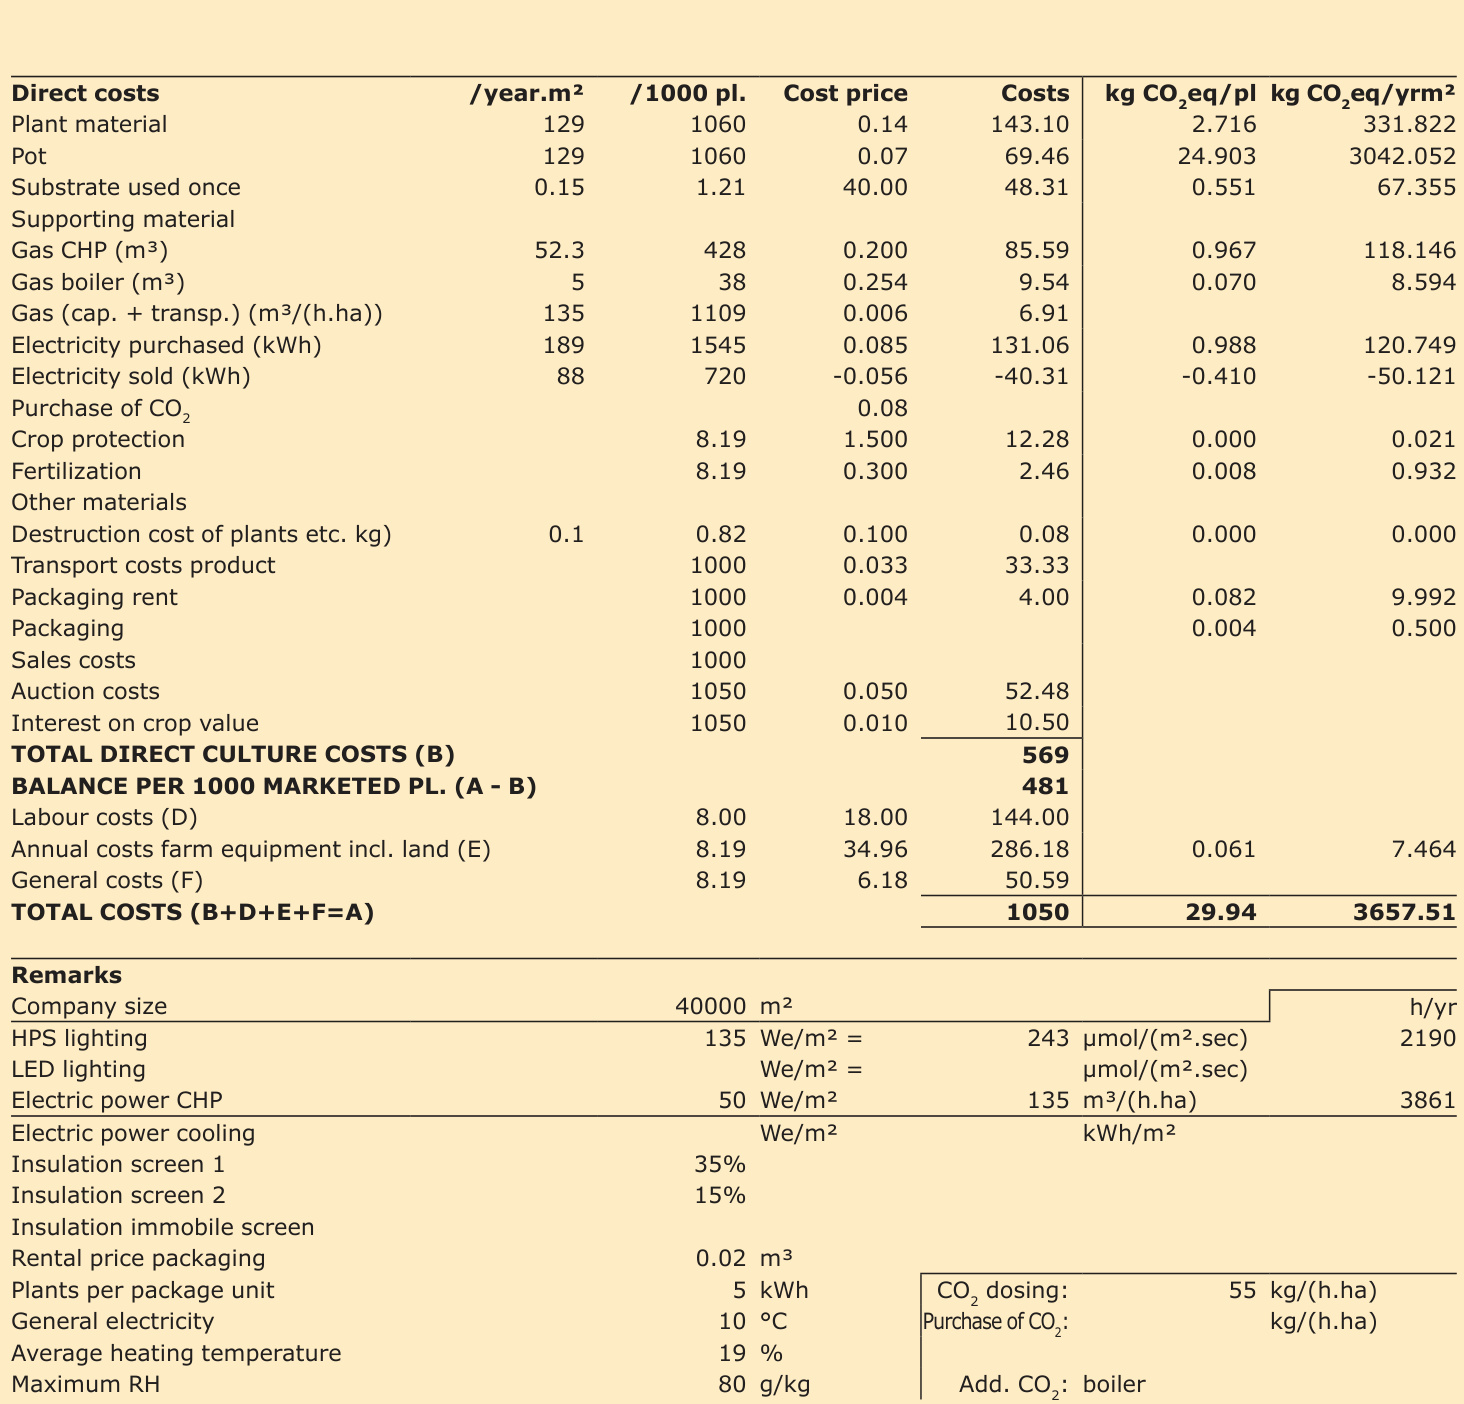 Direct costs /year.m² /1000 pl. Cost price Costs kg CO₂eq/pl kg CO₂eq/yrm²
Plant material 129 1060 0.14 143.10 2.716 331.822
Pot 129 1060 0.07 69.46 24.903 3042.052
Substrate used once 0.15 1.21 40.00 48.31 0.551 67.355
Supporting material
Gas CHP (m³) 52.3 428 0.200 85.59 0.967 118.146
Gas boiler (m³) 5 38 0.254 9.54 0.070 8.594
Gas (cap. + transp.) (m³/(h.ha)) 135 1109 0.006 6.91
Electricity purchased (kWh) 189 1545 0.085 131.06 0.988 120.749
Electricity sold (kWh) 88 720 -0.056 -40.31 -0.410 -50.121
Purchase of CO₂ 0.08
Crop protection 8.19 1.500 12.28 0.000 0.021
Fertilization 8.19 0.300 2.46 0.008 0.932
Other materials
Destruction cost of plants etc. kg) 0.1 0.82 0.100 0.08 0.000 0.000
Transport costs product 1000 0.033 33.33
Packaging rent 1000 0.004 4.00 0.082 9.992
Packaging 1000 0.004 0.500
Sales costs 1000
Auction costs 1050 0.050 52.48
Interest on crop value 1050 0.010 10.50
TOTAL DIRECT CULTURE COSTS (B) 569
BALANCE PER 1000 MARKETED PL. (A - B) 481
Labour costs (D) 8.00 18.00 144.00
Annual costs farm equipment incl. land (E) 8.19 34.96 286.18 0.061 7.464
General costs (F) 8.19 6.18 50.59
TOTAL COSTS (B+D+E+F=A) 1050 29.94 3657.51
Remarks
Company size 40000 m² h/yr
HPS lighting 135 We/m² = 243 µmol/(m².sec) 2190
LED lighting We/m² = µmol/(m².sec)
Electric power CHP 50 We/m² 135 m³/(h.ha) 3861
Electric power cooling We/m² kWh/m²
Insulation screen 1 35%
Insulation screen 2 15%
Insulation immobile screen
Rental price packaging 0.02 m³
Plants per package unit 5 kWh CO₂ dosing: 55 kg/(h.ha)
General electricity 10 °C Purchase of CO₂: kg/(h.ha)
Average heating temperature 19 %
Maximum RH 80 g/kg Add. CO₂: boiler